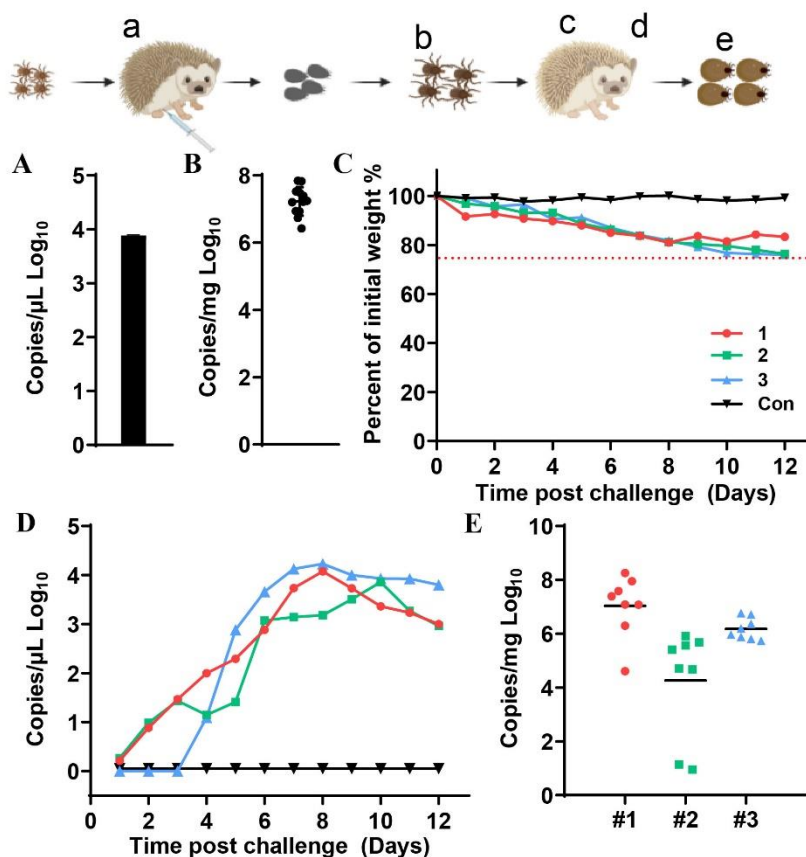 a
b
c
d
e
A
B
C
Copies/µL Log10
5
4
3
2
1
0
Copies/mg Log10
8
6
4
2
0
Percent of initial weight %
100
80
60
40
20
0
1
2
3
Con
0 2 4 6 8 10 12
Time post challenge (Days)
D
E
Copies/µL Log10
5
4
3
2
1
0
0 2 4 6 8 10 12
Time post challenge (Days)
Copies/mg Log10
10
8
6
4
2
0
#1 #2 #3